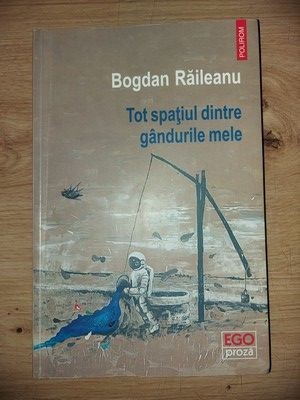 POLIROM
Bogdan Răileanu
Tot spaţiul dintre
gândurile mele
EGO
proză